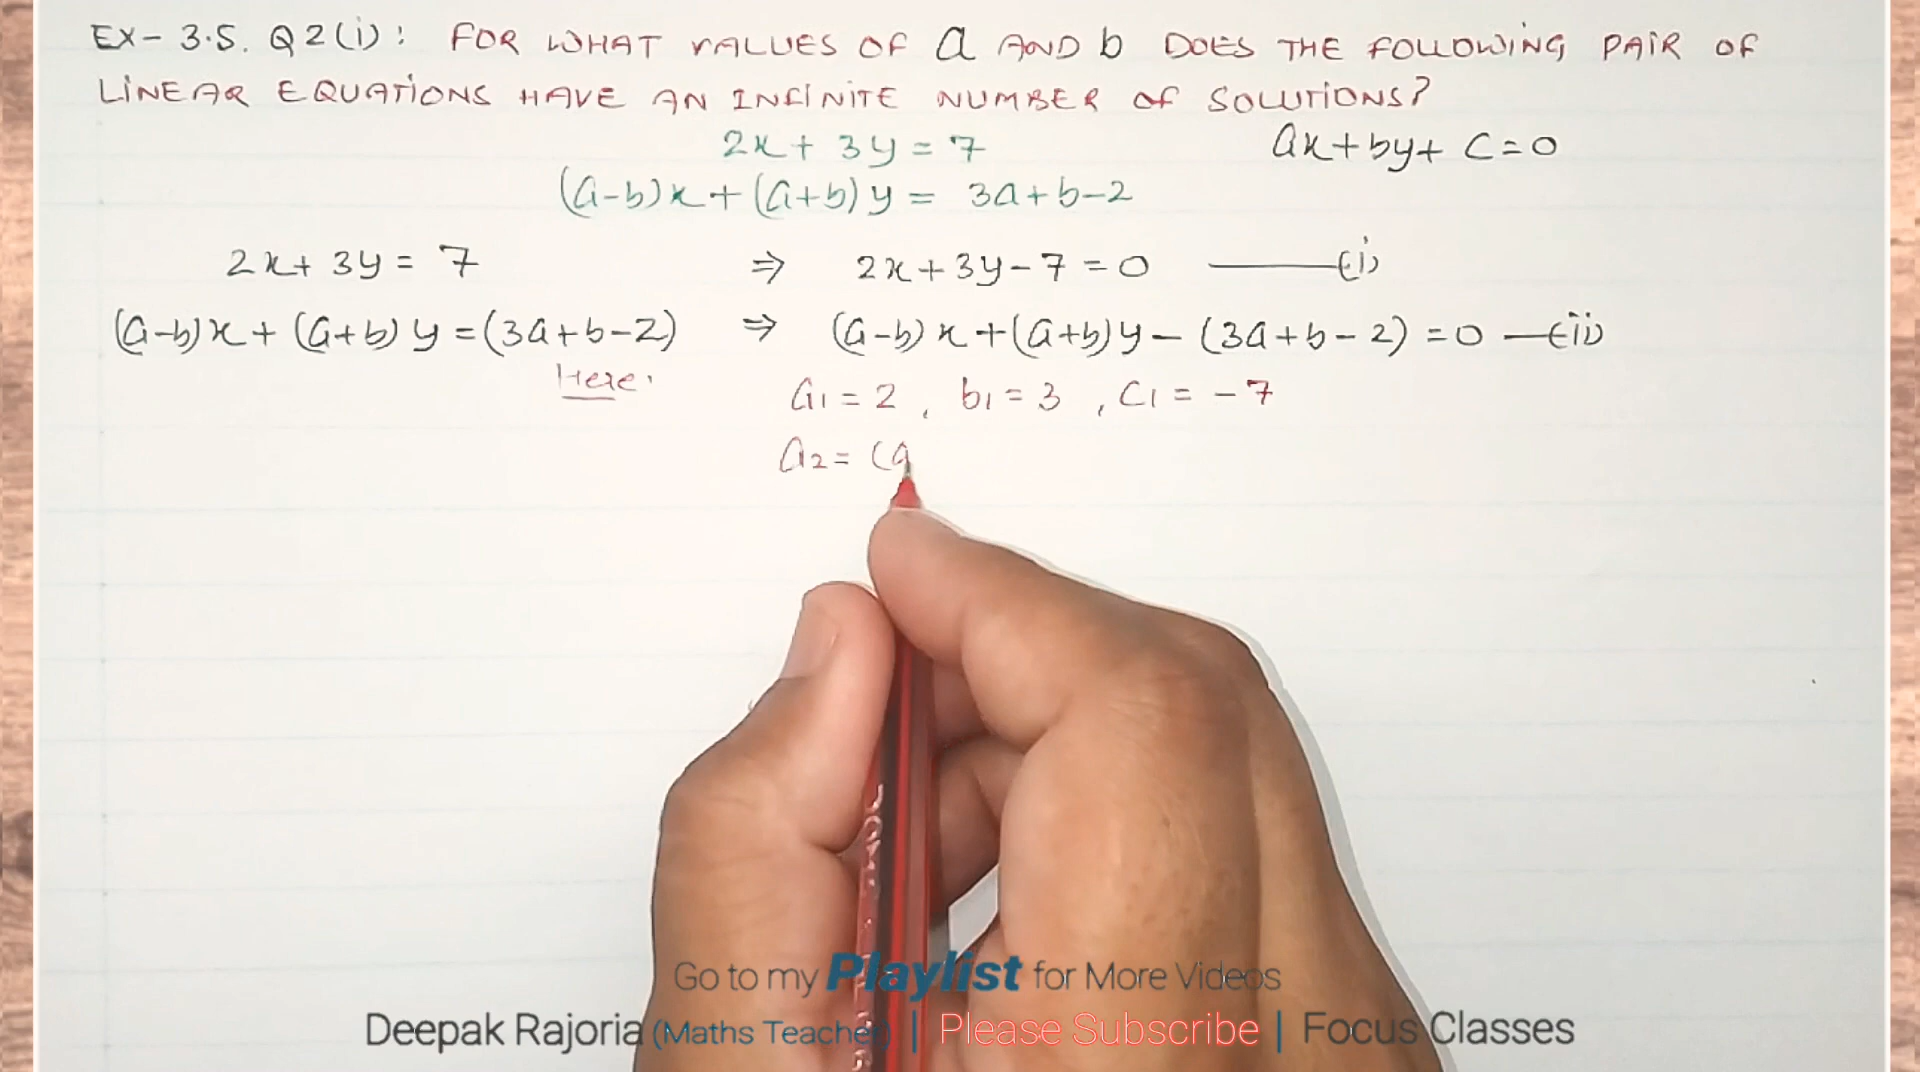 EX- 3.5. Q2(i): FOR WHAT VALUES OF a AND b DOES THE FOLLOWING PAIR OF
LINEAR EQUATIONS HAVE AN INFINITE NUMBER OF SOLUTIONS?
2x+ 3y = 7
ax+by+ c=0
(a-b)x+(a+b)y = 3a+b-2
2x+ 3y = 7 ⇒ 2x+3y-7=0 ——(i)
(a-b)x+(a+b)y=(3a+b-2) ⇒ (a-b)x+(a+b)y-(3a+b-2)=0 —(ii)
Here,
a1 = 2, b1 = 3, c1 = -7
a2 = (a
Go to my Playlist for More Videos
Deepak Rajoria (Maths Teacher) | Please Subscribe | Focus Classes